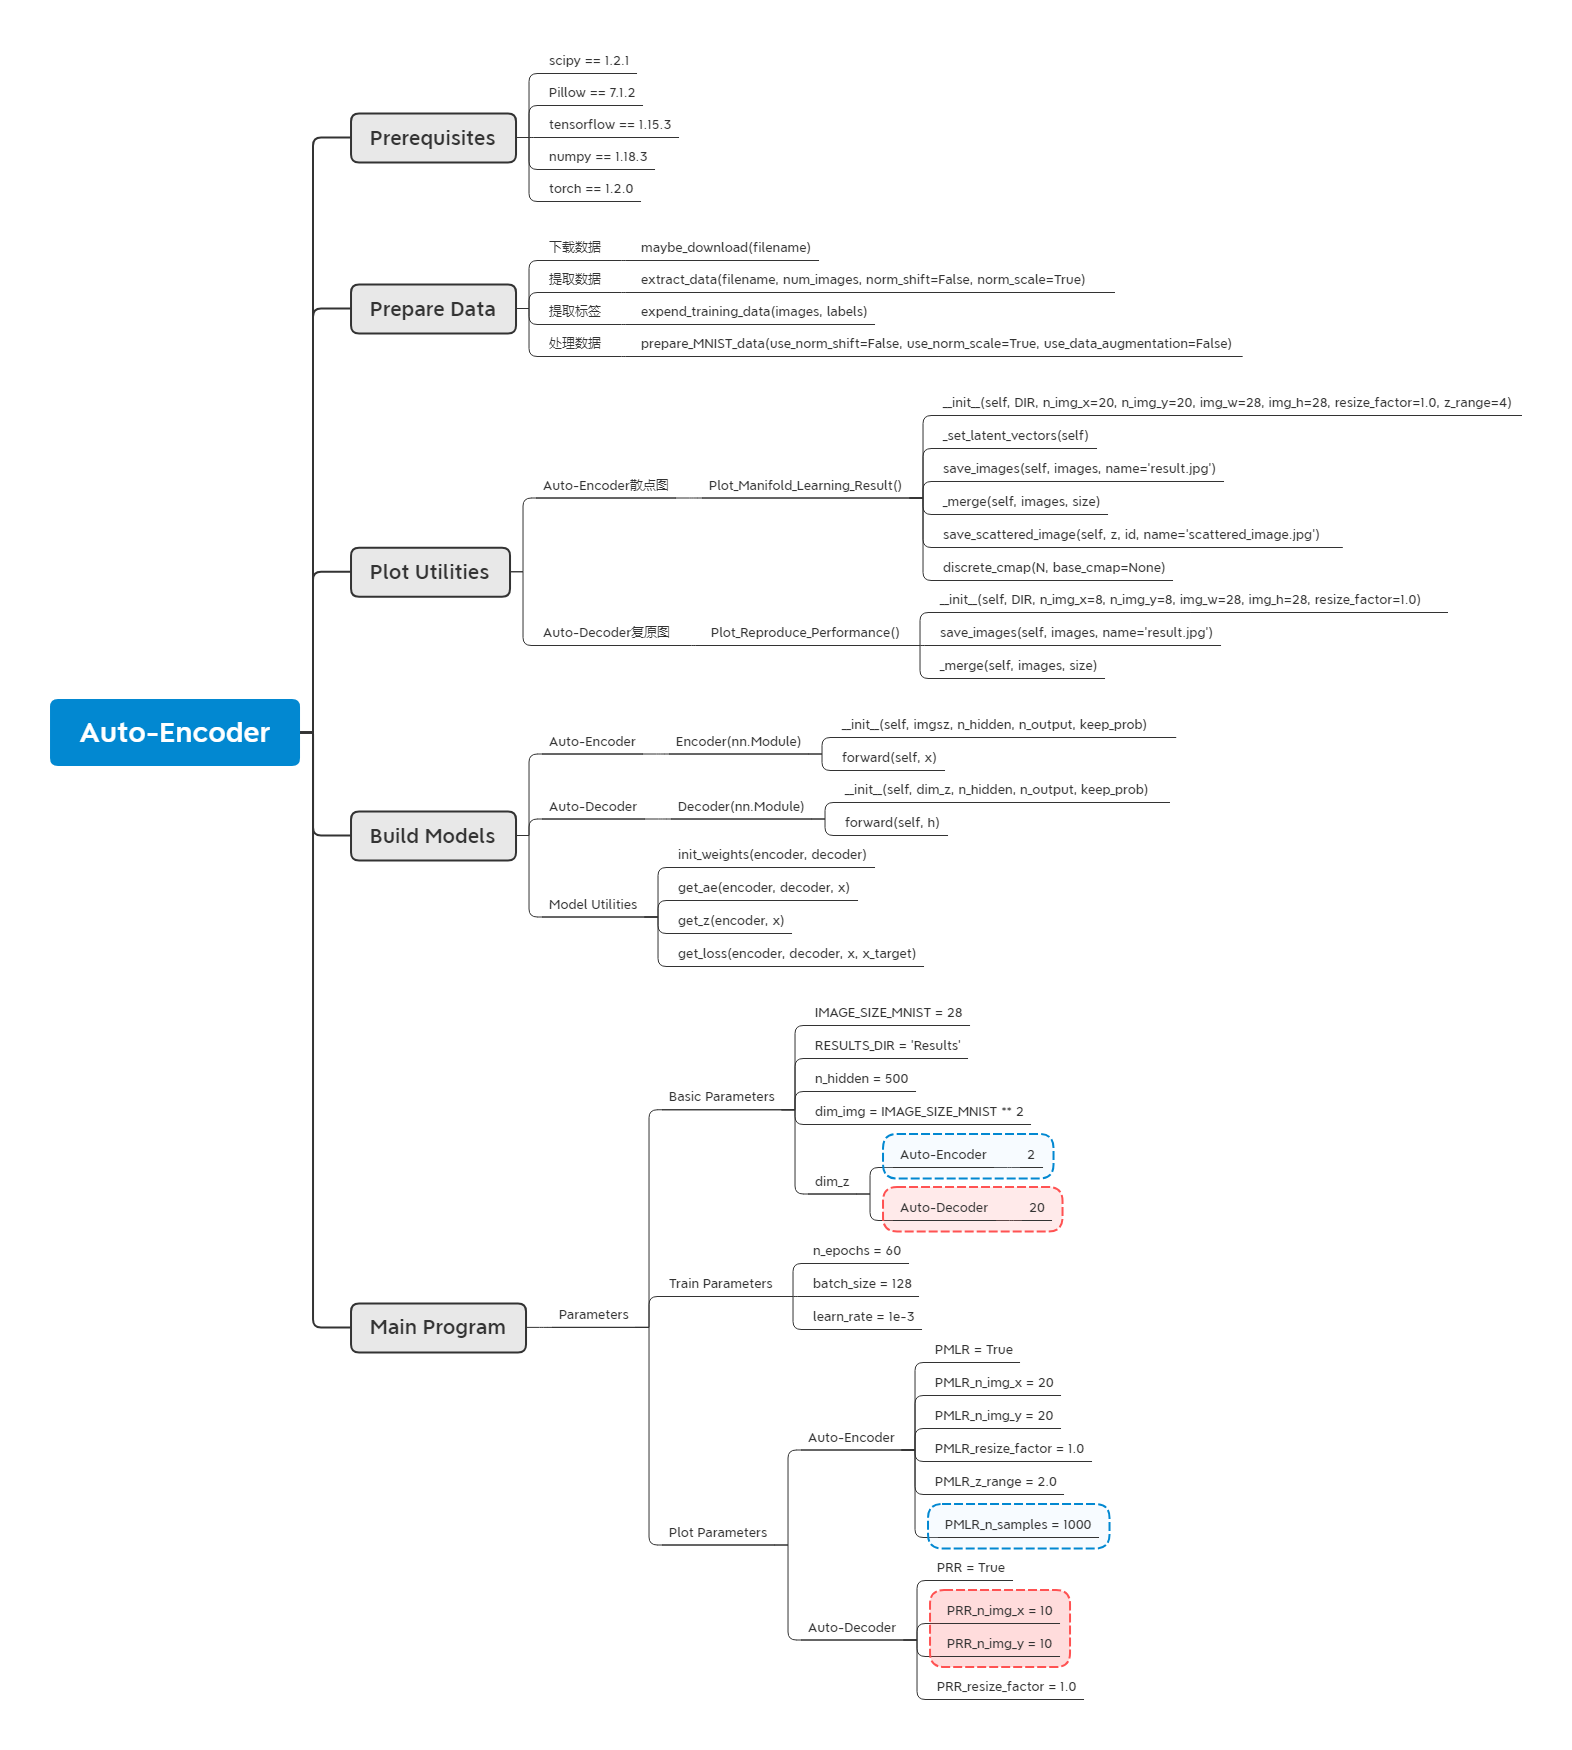 Auto-Encoder
Prerequisites
scipy == 1.2.1
Pillow == 7.1.2
tensorflow == 1.15.3
numpy == 1.18.3
torch == 1.2.0
Prepare Data
下载数据 maybe_download(filename)
提取数据 extract_data(filename, num_images, norm_shift=False, norm_scale=True)
提取标签 expend_training_data(images, labels)
处理数据 prepare_MNIST_data(use_norm_shift=False, use_norm_scale=True, use_data_augmentation=False)
Plot Utilities
Auto-Encoder散点图 Plot_Manifold_Learning_Result()
__init__(self, DIR, n_img_x=20, n_img_y=20, img_w=28, img_h=28, resize_factor=1.0, z_range=4)
_set_latent_vectors(self)
save_images(self, images, name='result.jpg')
_merge(self, images, size)
save_scattered_image(self, z, id, name='scattered_image.jpg')
discrete_cmap(N, base_cmap=None)
Auto-Decoder复原图 Plot_Reproduce_Performance()
__init__(self, DIR, n_img_x=8, n_img_y=8, img_w=28, img_h=28, resize_factor=1.0)
save_images(self, images, name='result.jpg')
_merge(self, images, size)
Build Models
Auto-Encoder Encoder(nn.Module)
__init__(self, imgsz, n_hidden, n_output, keep_prob)
forward(self, x)
Auto-Decoder Decoder(nn.Module)
__init__(self, dim_z, n_hidden, n_output, keep_prob)
forward(self, h)
Model Utilities
init_weights(encoder, decoder)
get_ae(encoder, decoder, x)
get_z(encoder, x)
get_loss(encoder, decoder, x, x_target)
Main Program
Parameters
Basic Parameters
IMAGE_SIZE_MNIST = 28
RESULTS_DIR = 'Results'
n_hidden = 500
dim_img = IMAGE_SIZE_MNIST ** 2
dim_z
Auto-Encoder 2
Auto-Decoder 20
Train Parameters
n_epochs = 60
batch_size = 128
learn_rate = 1e-3
Plot Parameters
Auto-Encoder
PMLR = True
PMLR_n_img_x = 20
PMLR_n_img_y = 20
PMLR_resize_factor = 1.0
PMLR_z_range = 2.0
PMLR_n_samples = 1000
Auto-Decoder
PRR = True
PRR_n_img_x = 10
PRR_n_img_y = 10
PRR_resize_factor = 1.0